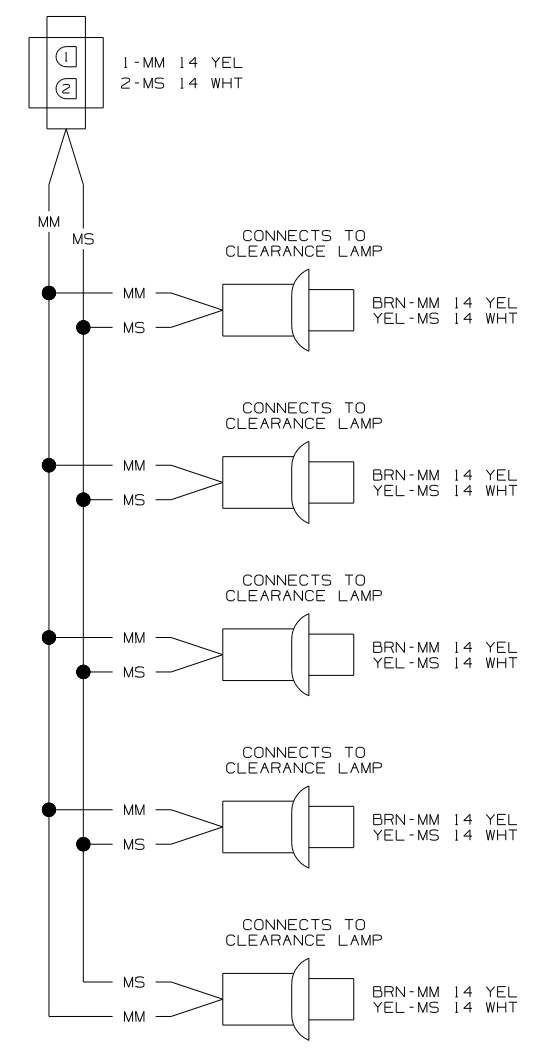 1
2
1-MM 14 YEL
2-MS 14 WHT
MM
MS
CONNECTS TO
CLEARANCE LAMP
MM
MS
BRN-MM 14 YEL
YEL-MS 14 WHT
CONNECTS TO
CLEARANCE LAMP
MM
MS
BRN-MM 14 YEL
YEL-MS 14 WHT
CONNECTS TO
CLEARANCE LAMP
MM
MS
BRN-MM 14 YEL
YEL-MS 14 WHT
CONNECTS TO
CLEARANCE LAMP
MM
MS
BRN-MM 14 YEL
YEL-MS 14 WHT
CONNECTS TO
CLEARANCE LAMP
MS
MM
BRN-MM 14 YEL
YEL-MS 14 WHT